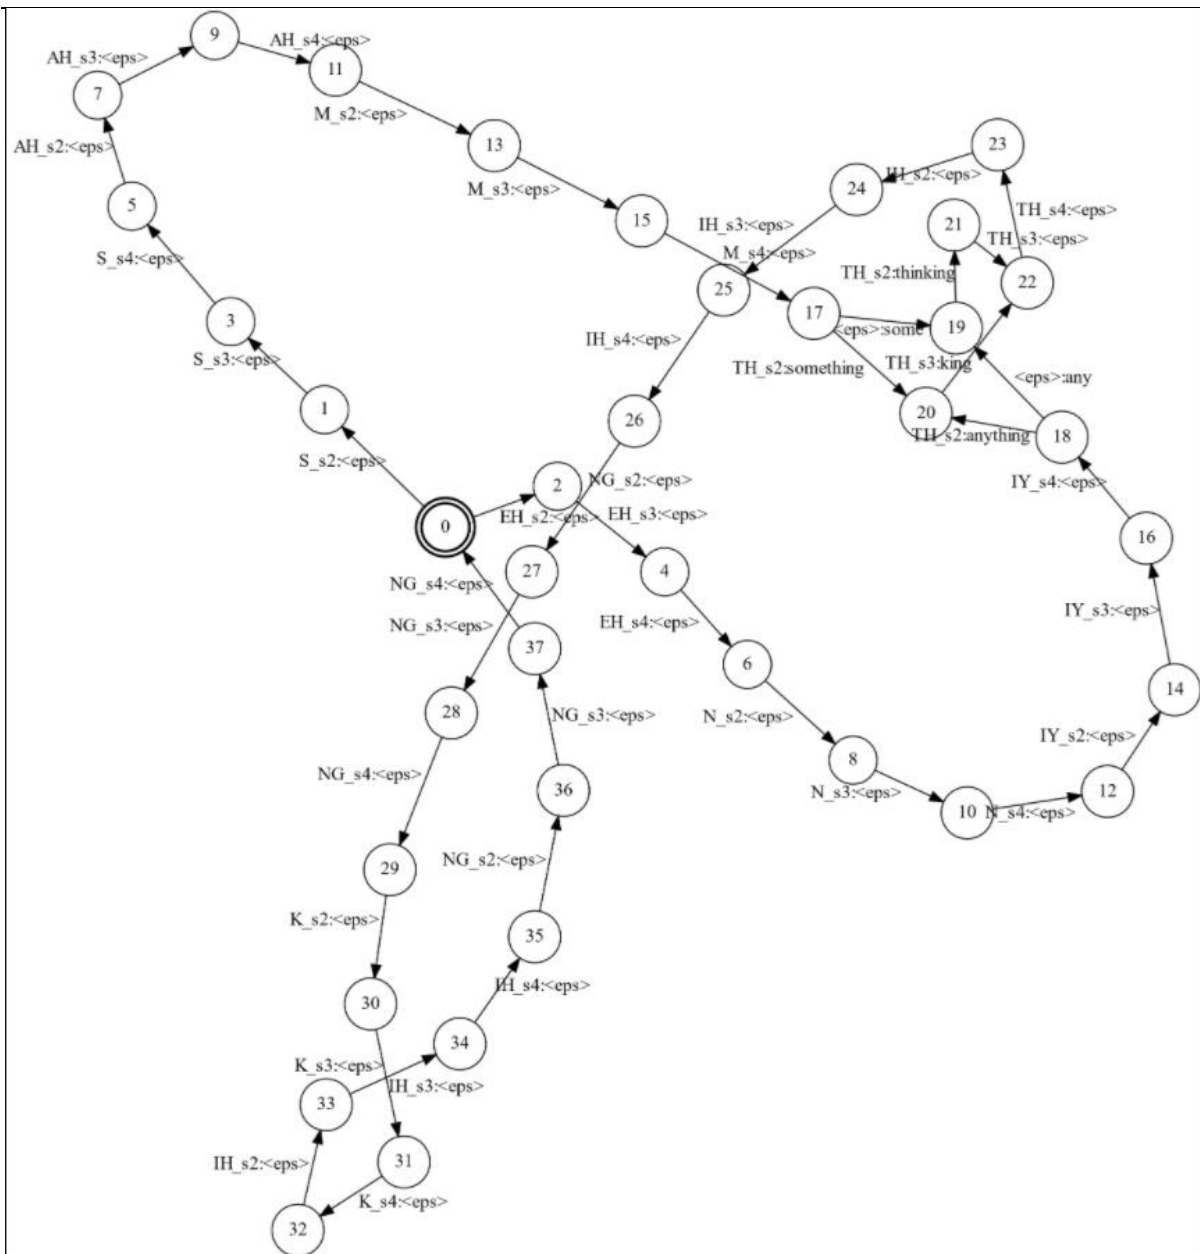 9
AH_s3:<eps>
AH_s4:<eps>
11
7
M_s2:<eps>
AH_s2:<eps>
13
23
M_s3:<eps>
IH_s2:<eps>
24
5
TH_s4:<eps>
15
IH_s3:<eps>
21
S_s4:<eps>
TH_s3:<eps>
M_s4:<eps>
TH_s2:thinking
22
25
17
3
<eps>:some
19
IH_s4:<eps>
S_s3:<eps>
TH_s3:king
TH_s2:something
<eps>:any
1
20
26
TH_s2:anything
18
S_s2:<eps>
NG_s2:<eps>
IY_s4:<eps>
2
EH_s2:<eps>
EH_s3:<eps>
0
16
27
4
NG_s4:<eps>
IY_s3:<eps>
NG_s3:<eps>
EH_s4:<eps>
37
6
14
28
NG_s3:<eps>
N_s2:<eps>
IY_s2:<eps>
8
NG_s4:<eps>
36
N_s3:<eps>
12
10
N_s4:<eps>
NG_s2:<eps>
29
K_s2:<eps>
35
IH_s4:<eps>
30
34
K_s3:<eps>
IH_s3:<eps>
33
IH_s2:<eps>
31
K_s4:<eps>
32